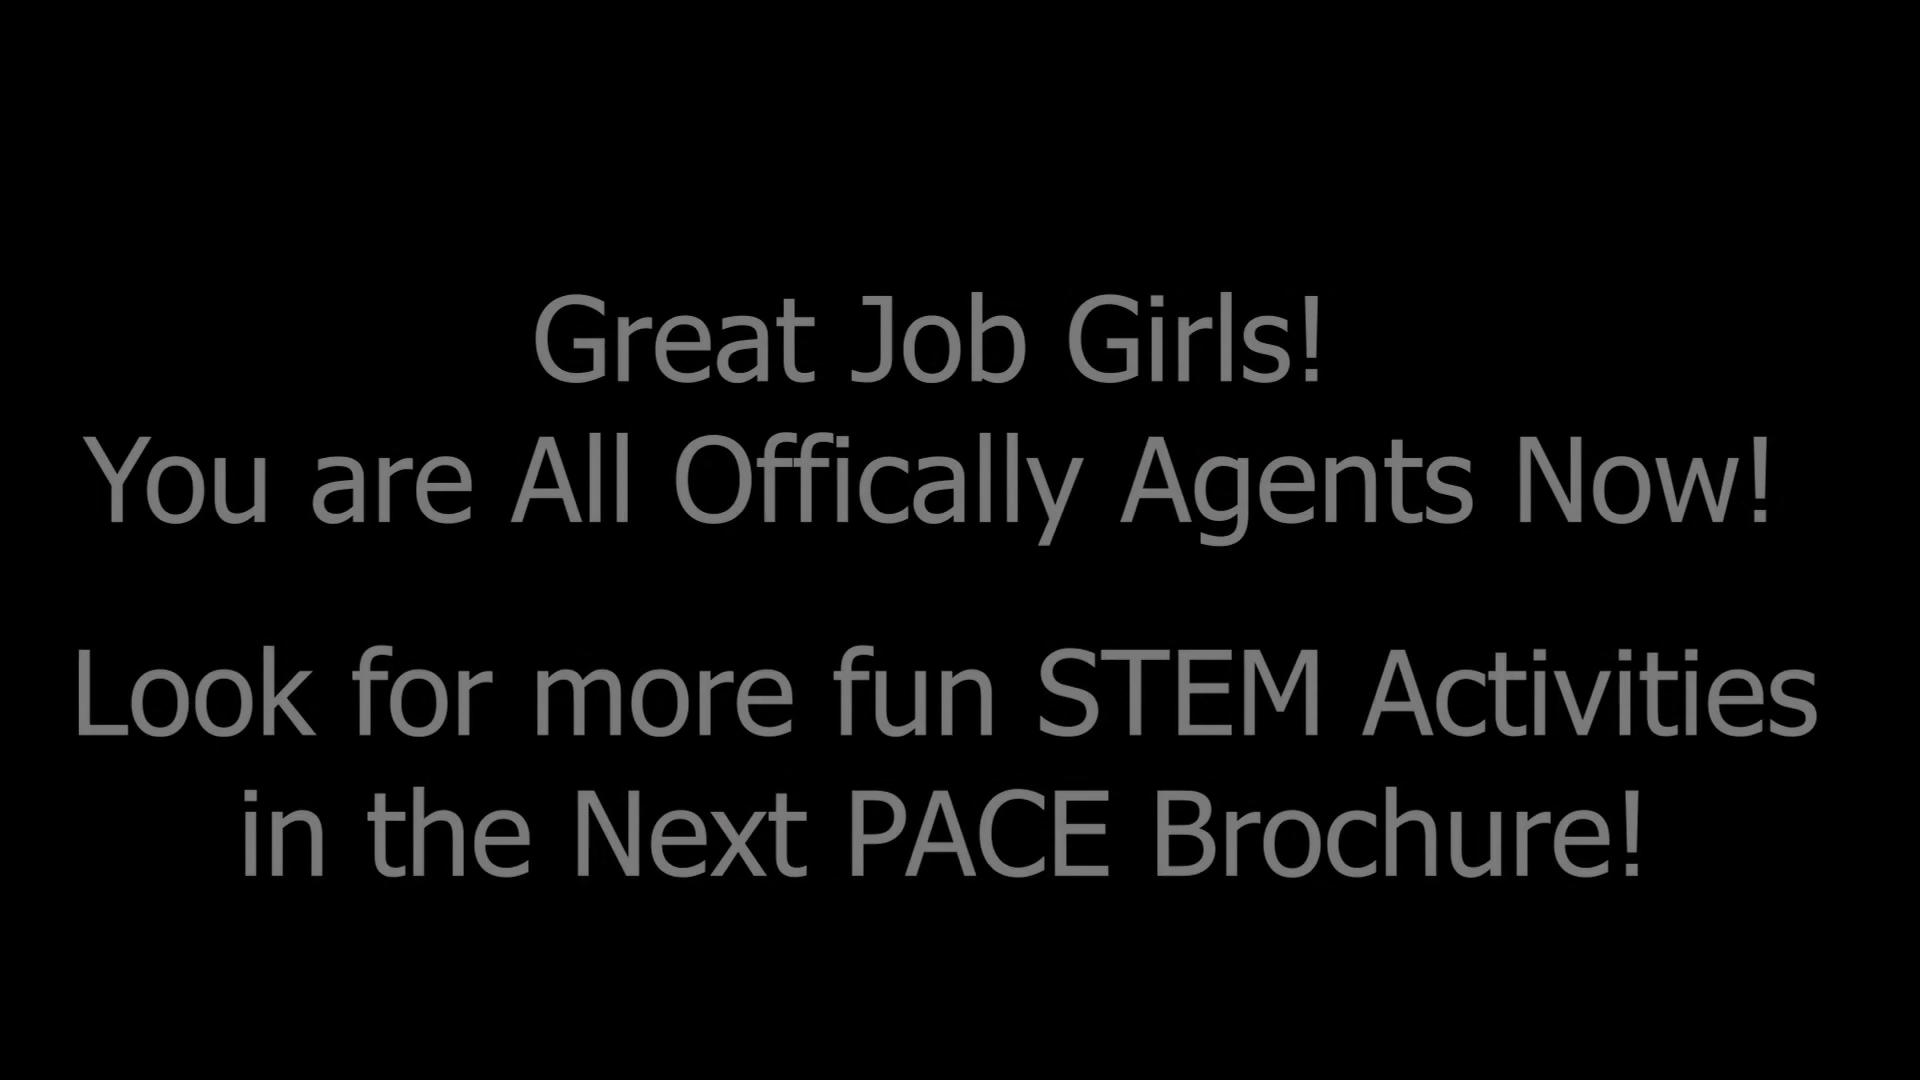 Great Job Girls!
You are All Offically Agents Now!
Look for more fun STEM Activities
in the Next PACE Brochure!